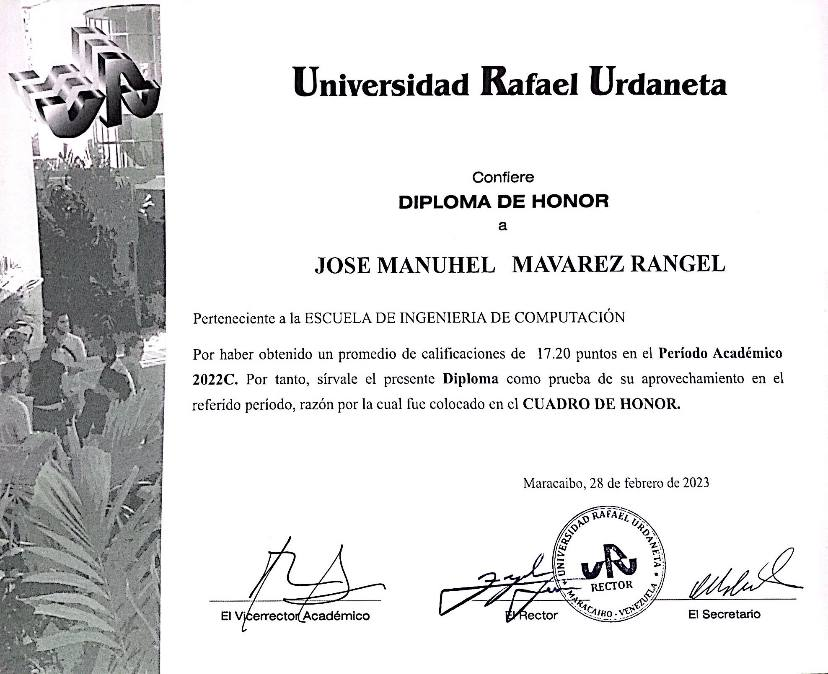 Universidad Rafael Urdaneta
Confiere
DIPLOMA DE HONOR
a
JOSE MANUHEL MAVAREZ RANGEL
Perteneciente a la ESCUELA DE INGENIERIA DE COMPUTACIÓN
Por haber obtenido un promedio de calificaciones de 17.20 puntos en el Período Académico
2022C. Por tanto, sírvale el presente Diploma como prueba de su aprovechamiento en el
referido período, razón por la cual fue colocado en el CUADRO DE HONOR.
Maracaibo, 28 de febrero de 2023
UNIVERSIDAD RAFAEL URDANETA
URU
RECTOR
MARACAIBO - VENEZUELA
El Vicerrector Académico
El Rector
El Secretario